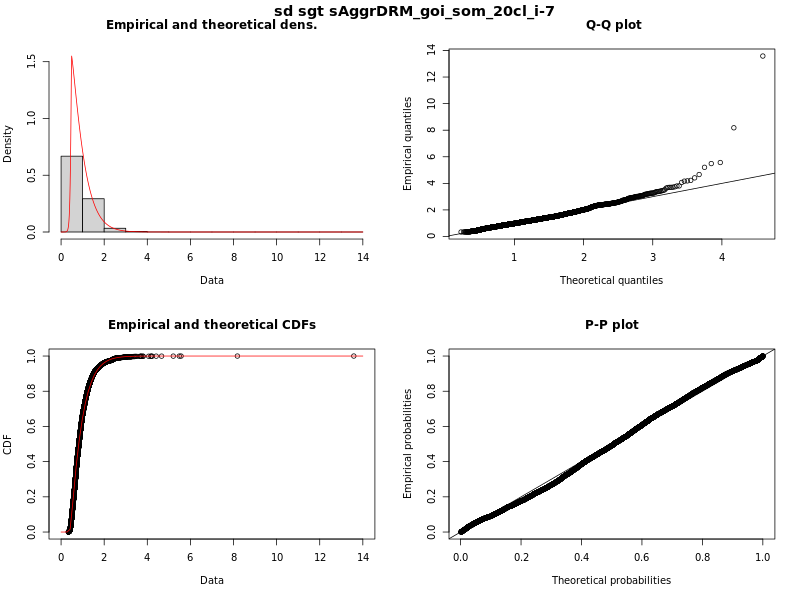 sd sgt sAggrDRM_goi_som_20cl_i-7
Empirical and theoretical dens.
Density
0.0 0.5 1.0 1.5
0 2 4 6 8 10 12 14
Data
Q-Q plot
Empirical quantiles
0 2 4 6 8 10 12 14
1 2 3 4
Theoretical quantiles
Empirical and theoretical CDFs
CDF
0.0 0.2 0.4 0.6 0.8 1.0
0 2 4 6 8 10 12 14
Data
P-P plot
Empirical probabilities
0.0 0.2 0.4 0.6 0.8 1.0
0.0 0.2 0.4 0.6 0.8 1.0
Theoretical probabilities